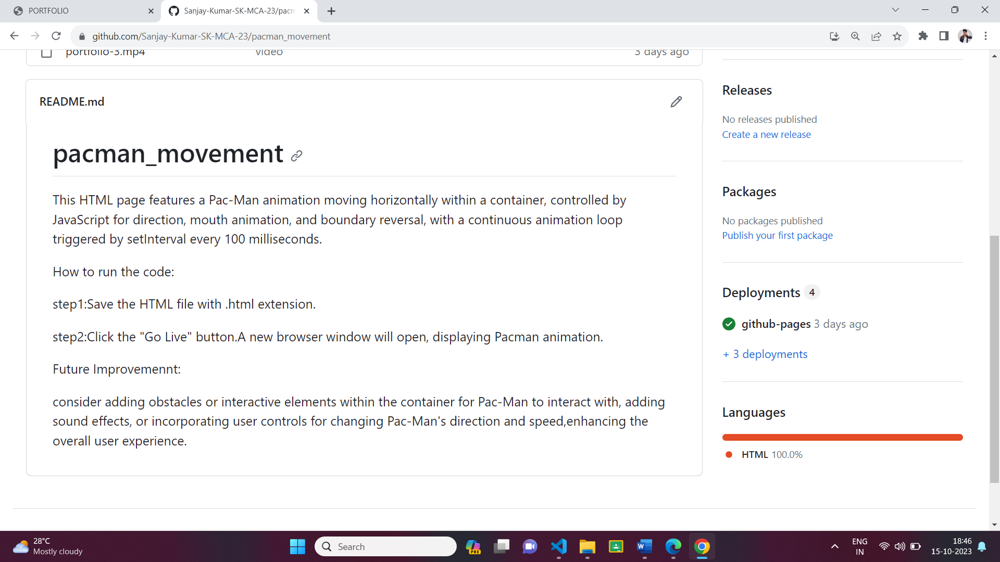 PORTFOLIO
Sanjay-Kumar-SK-MCA-23/pacm
github.com/Sanjay-Kumar-SK-MCA-23/pacman_movement
portfolio-3.mp4 video 3 days ago
README.md
pacman_movement
This HTML page features a Pac-Man animation moving horizontally within a container, controlled by
JavaScript for direction, mouth animation, and boundary reversal, with a continuous animation loop
triggered by setInterval every 100 milliseconds.
How to run the code:
step1:Save the HTML file with .html extension.
step2:Click the "Go Live" button.A new browser window will open, displaying Pacman animation.
Future Improvemennt:
consider adding obstacles or interactive elements within the container for Pac-Man to interact with, adding
sound effects, or incorporating user controls for changing Pac-Man's direction and speed,enhancing the
overall user experience.
Releases
No releases published
Create a new release
Packages
No packages published
Publish your first package
Deployments 4
github-pages 3 days ago
+ 3 deployments
Languages
HTML 100.0%
28°C
Mostly cloudy
Search
PRE
W
ENG
IN
18:46
15-10-2023